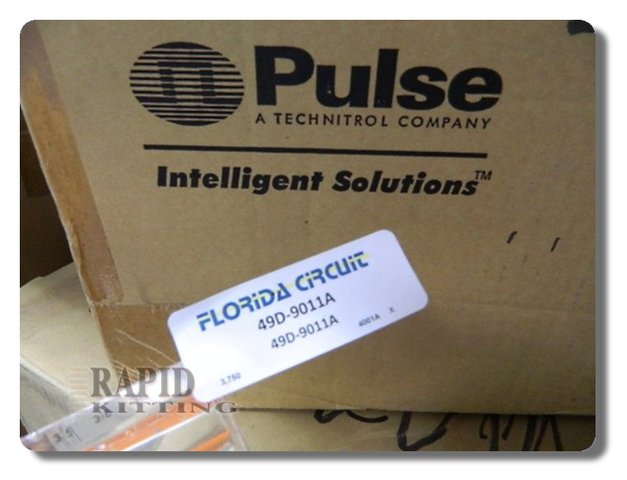 Pulse
A TECHNITROL COMPANY
Intelligent Solutions™
FLORIDA CIRCUIT
49D-9011A
49D-9011A
4001A X
3,750
RAPID
KITTING